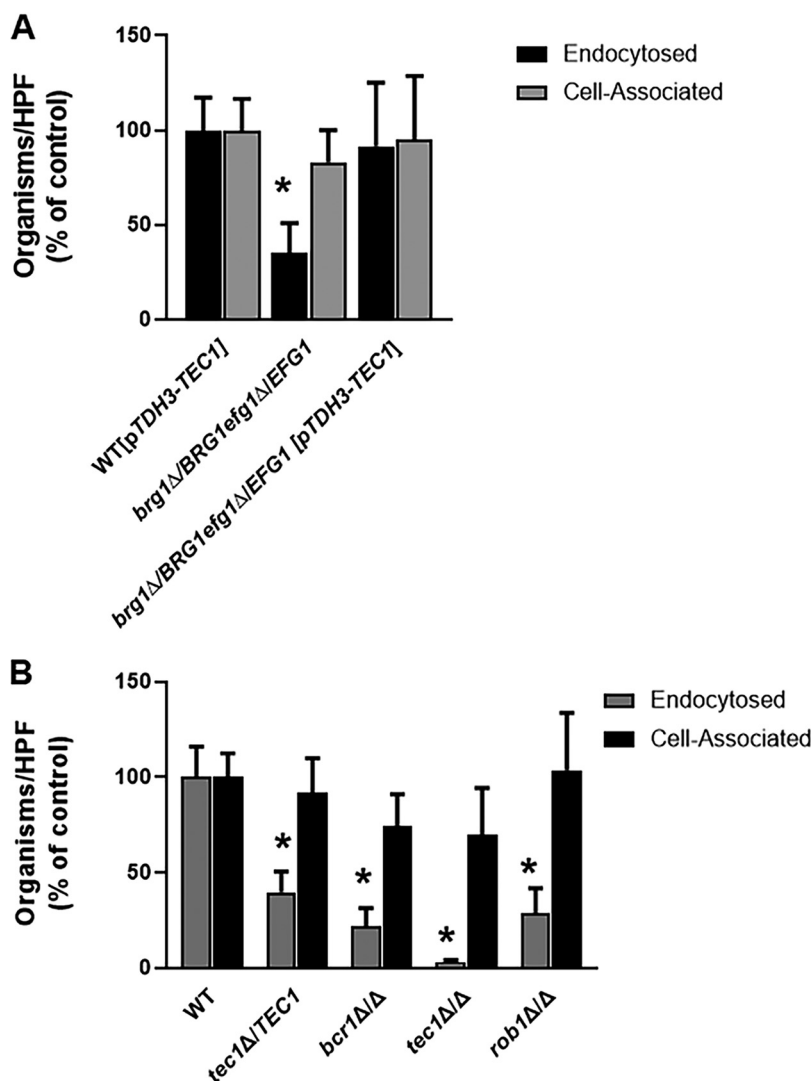 A
150
100
50
0
Organisms/HPF
(% of control)
*
Endocytosed
Cell-Associated
WT[pTDH3-TEC1]
brg1Δ/BRG1efg1Δ/EFG1
brg1Δ/BRG1efg1Δ/EFG1 [pTDH3-TEC1]
B
150
100
50
0
Organisms/HPF
(% of control)
*
*
*
*
Endocytosed
Cell-Associated
WT
tec1Δ/TEC1
bcr1Δ/Δ
tec1Δ/Δ
rob1Δ/Δ